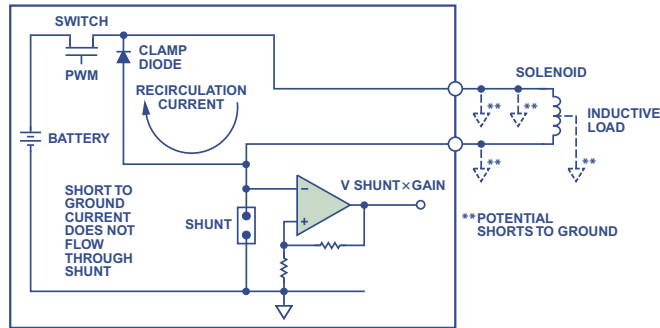 SWITCH
PWM
CLAMP
DIODE
RECIRCULATION
CURRENT
BATTERY
SHORT TO
GROUND
CURRENT
DOES NOT
FLOW
THROUGH
SHUNT
SHUNT
−
+
V SHUNT×GAIN
SOLENOID
**
**
INDUCTIVE
LOAD
**
**
**POTENTIAL
SHORTS TO GROUND